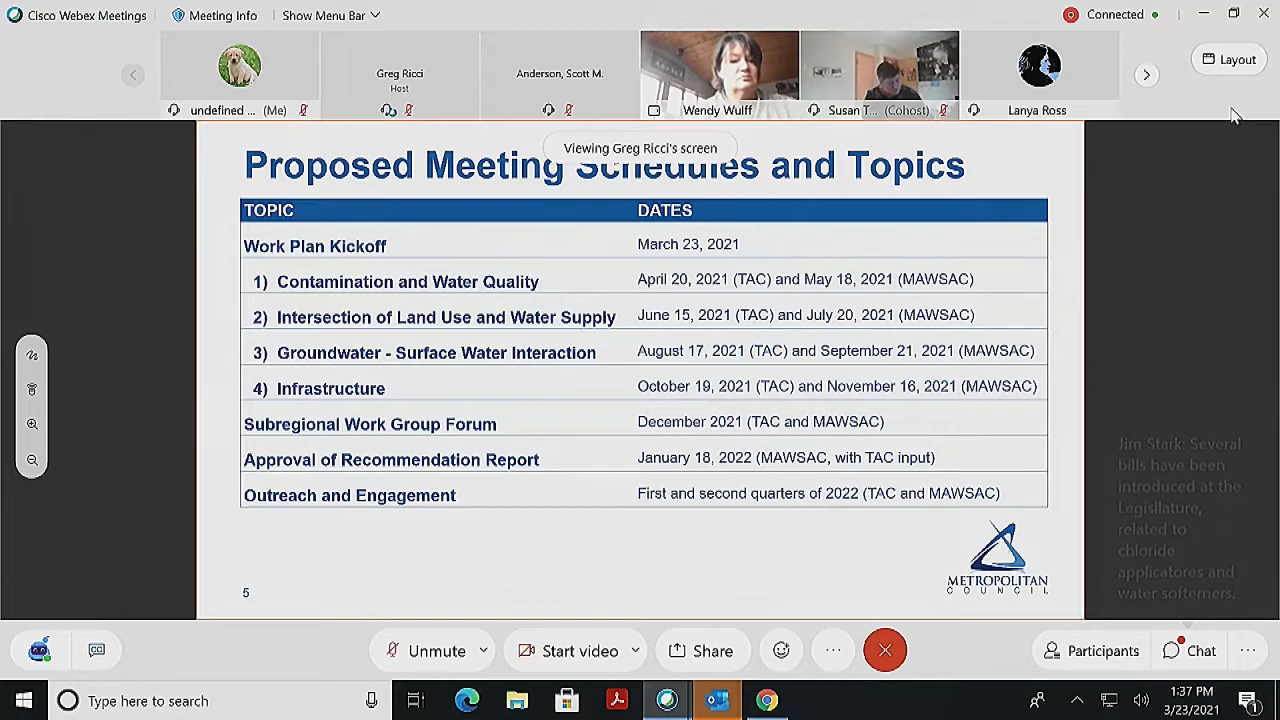 Cisco Webex Meetings
Meeting Info
Show Menu Bar
Connected
undefined ... (Me)
Greg Ricci
Host
Anderson, Scott M.
Wendy Wulff
Susan T... (Cohost)
Lanya Ross
Layout
Viewing Greg Ricci's screen
Proposed Meeting Schedules and Topics
TOPIC DATES
Work Plan Kickoff March 23, 2021
1) Contamination and Water Quality April 20, 2021 (TAC) and May 18, 2021 (MAWSAC)
2) Intersection of Land Use and Water Supply June 15, 2021 (TAC) and July 20, 2021 (MAWSAC)
3) Groundwater - Surface Water Interaction August 17, 2021 (TAC) and September 21, 2021 (MAWSAC)
4) Infrastructure October 19, 2021 (TAC) and November 16, 2021 (MAWSAC)
Subregional Work Group Forum December 2021 (TAC and MAWSAC)
Approval of Recommendation Report January 18, 2022 (MAWSAC, with TAC input)
Outreach and Engagement First and second quarters of 2022 (TAC and MAWSAC)
5
METROPOLITAN
COUNCIL
Jim Stark: Several
bills have been
introduced at the
Legisllature,
related to
chloride
applicatores and
water softerners.
CC
Unmute
Start video
Share
Participants
Chat
Type here to search
1:37 PM
3/23/2021
1